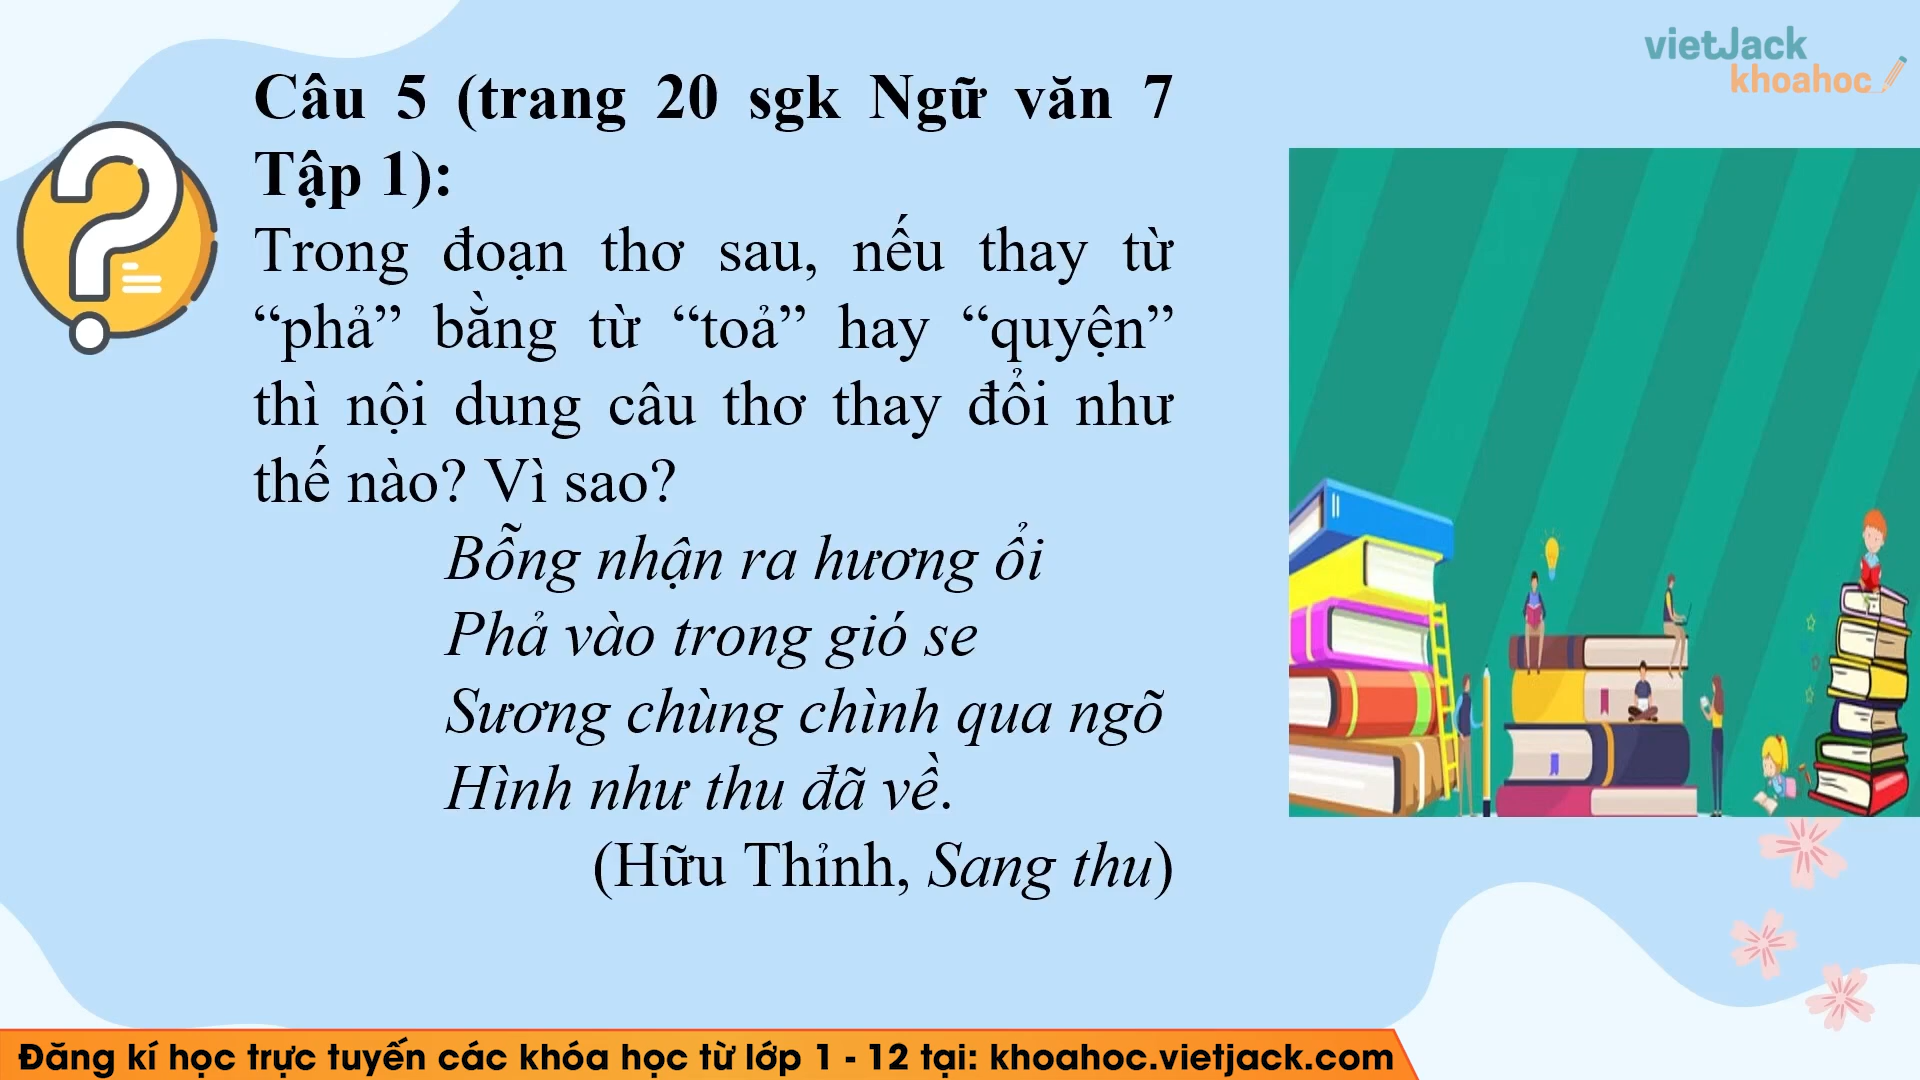 vietJack
khoahoc
Câu 5 (trang 20 sgk Ngữ văn 7
Tập 1):
Trong đoạn thơ sau, nếu thay từ
“phả” bằng từ “toả” hay “quyện”
thì nội dung câu thơ thay đổi như
thế nào? Vì sao?
Bỗng nhận ra hương ổi
Phả vào trong gió se
Sương chùng chình qua ngõ
Hình như thu đã về.
(Hữu Thỉnh, Sang thu)
Đăng kí học trực tuyến các khóa học từ lớp 1 - 12 tại: khoahoc.vietjack.com